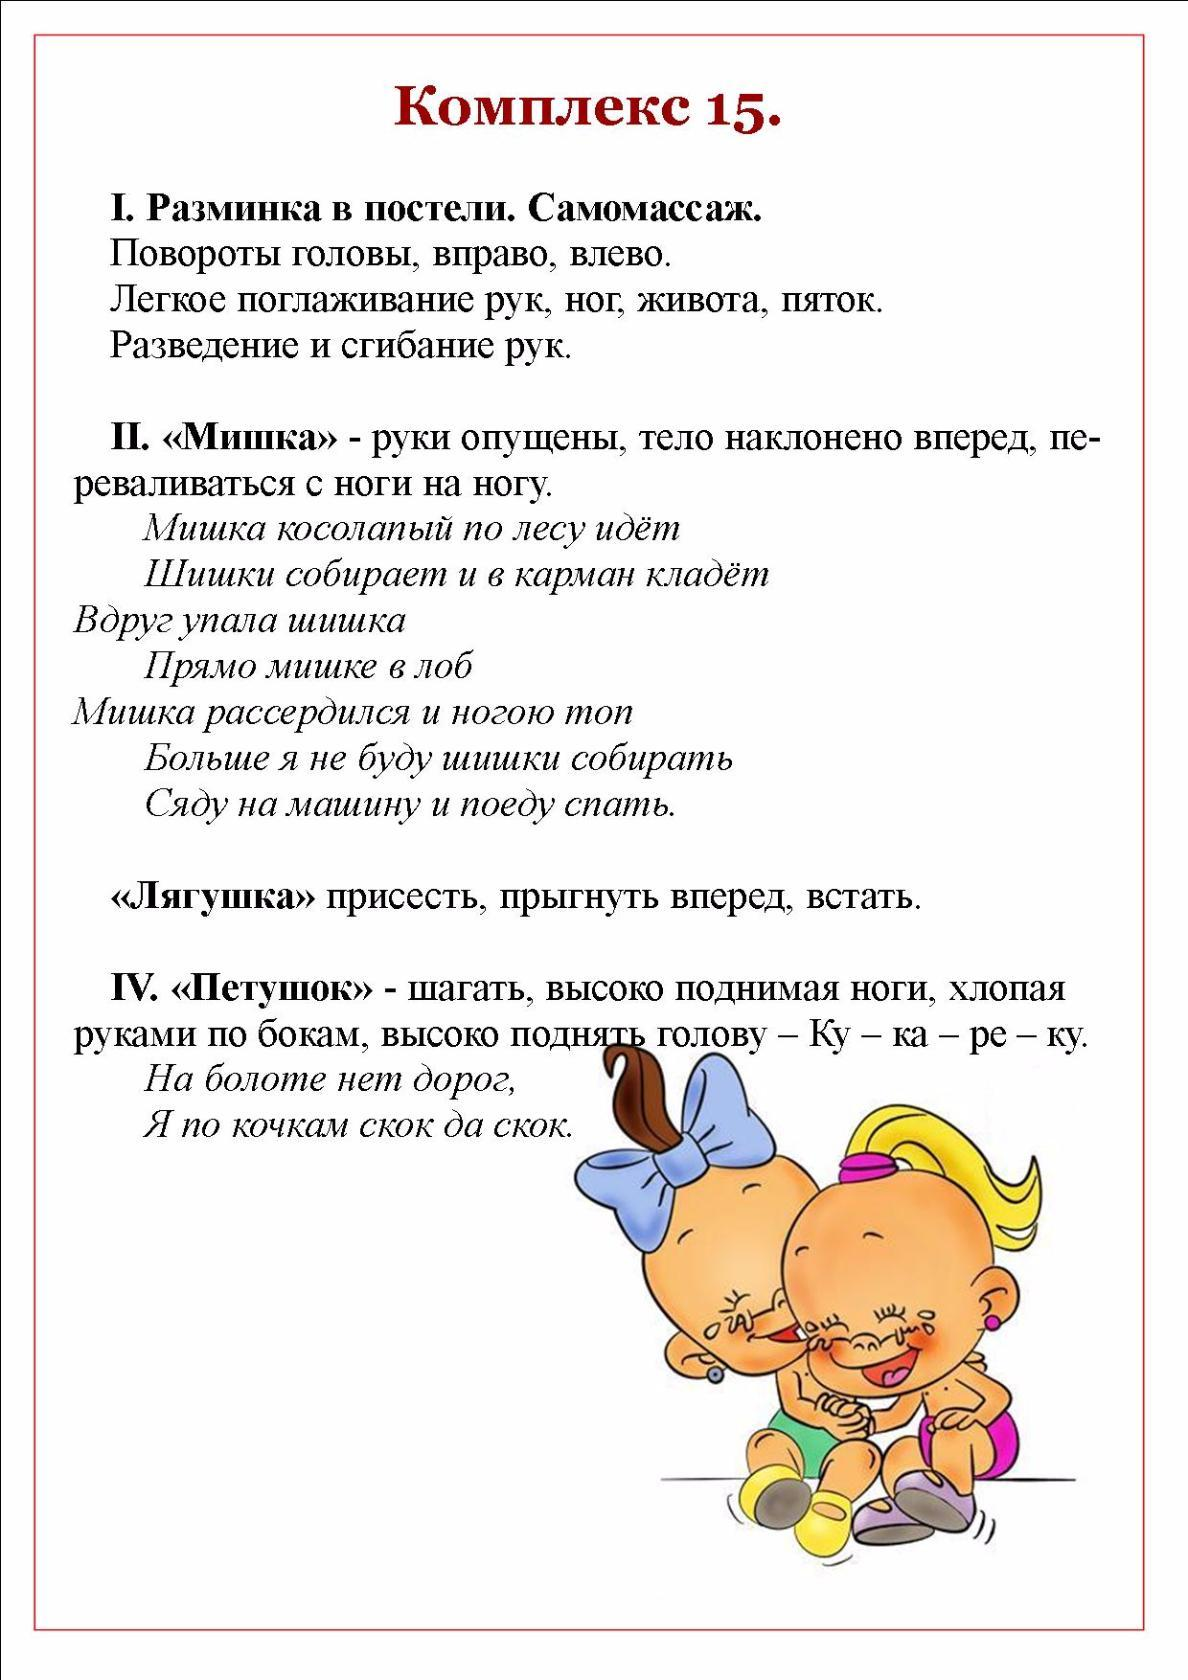 Комплекс 15.
I. Разминка в постели. Самомассаж.
Повороты головы, вправо, влево.
Легкое поглаживание рук, ног, живота, пяток.
Разведение и сгибание рук.
II. «Мишка» - руки опущены, тело наклонено вперед, пе-
реваливаться с ноги на ногу.
Мишка косолапый по лесу идёт
Шишки собирает и в карман кладёт
Вдруг упала шишка
Прямо мишке в лоб
Мишка рассердился и ногою топ
Больше я не буду шишки собирать
Сяду на машину и поеду спать.
«Лягушка» присесть, прыгнуть вперед, встать.
IV. «Петушок» - шагать, высоко поднимая ноги, хлопая
руками по бокам, высоко поднять голову – Ку – ка – ре – ку.
На болоте нет дорог,
Я по кочкам скок да скок.